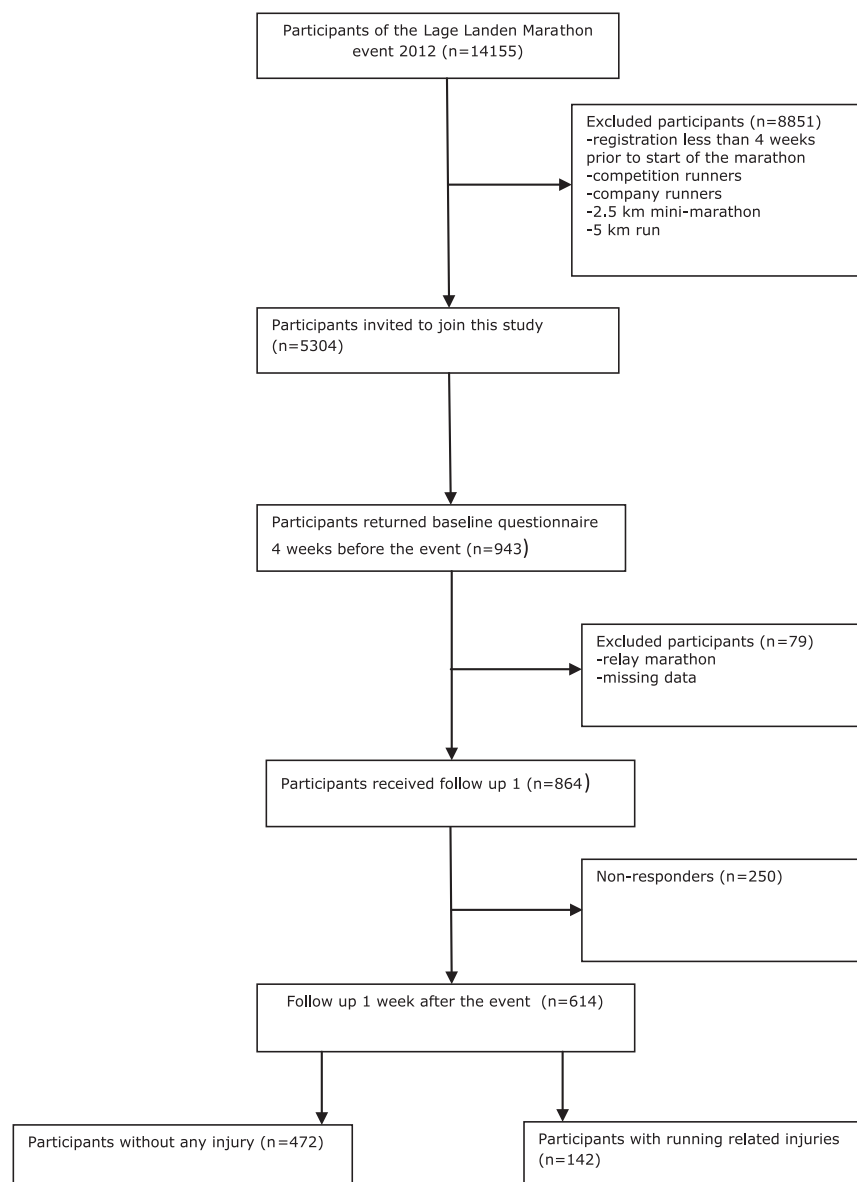 Participants of the Lage Landen Marathon
event 2012 (n=14155)
Excluded participants (n=8851)
-registration less than 4 weeks
prior to start of the marathon
-competition runners
-company runners
-2.5 km mini-marathon
-5 km run
Participants invited to join this study
(n=5304)
Participants returned baseline questionnaire
4 weeks before the event (n=943)
Excluded participants (n=79)
-relay marathon
-missing data
Participants received follow up 1 (n=864)
Non-responders (n=250)
Follow up 1 week after the event (n=614)
Participants without any injury (n=472)
Participants with running related injuries
(n=142)